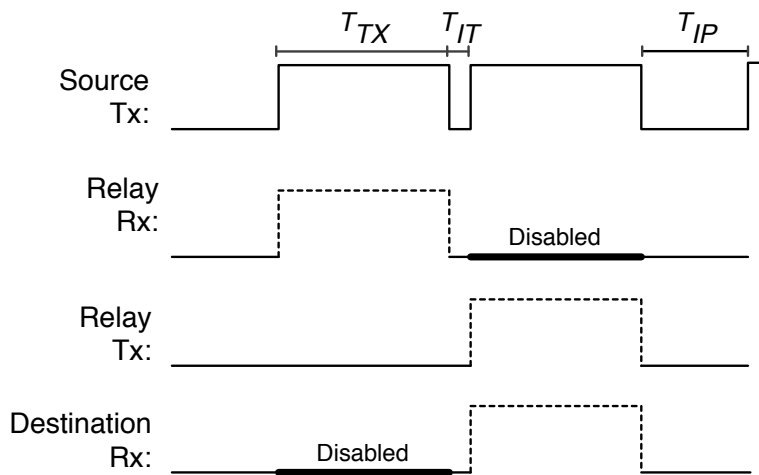 T_TX T_IT T_IP
Source
Tx:
Relay
Rx:
Disabled
Relay
Tx:
Destination
Rx:
Disabled